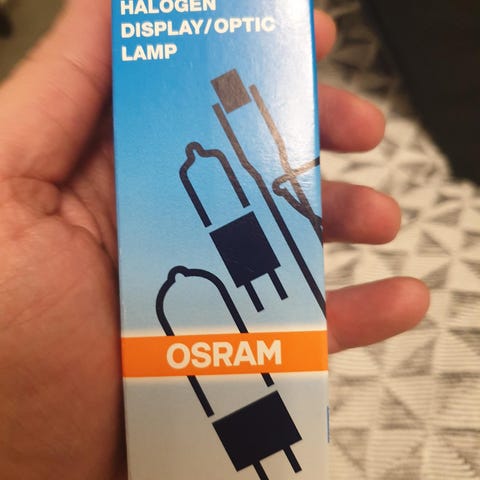 HALOGEN
DISPLAY/OPTIC
LAMP
OSRAM